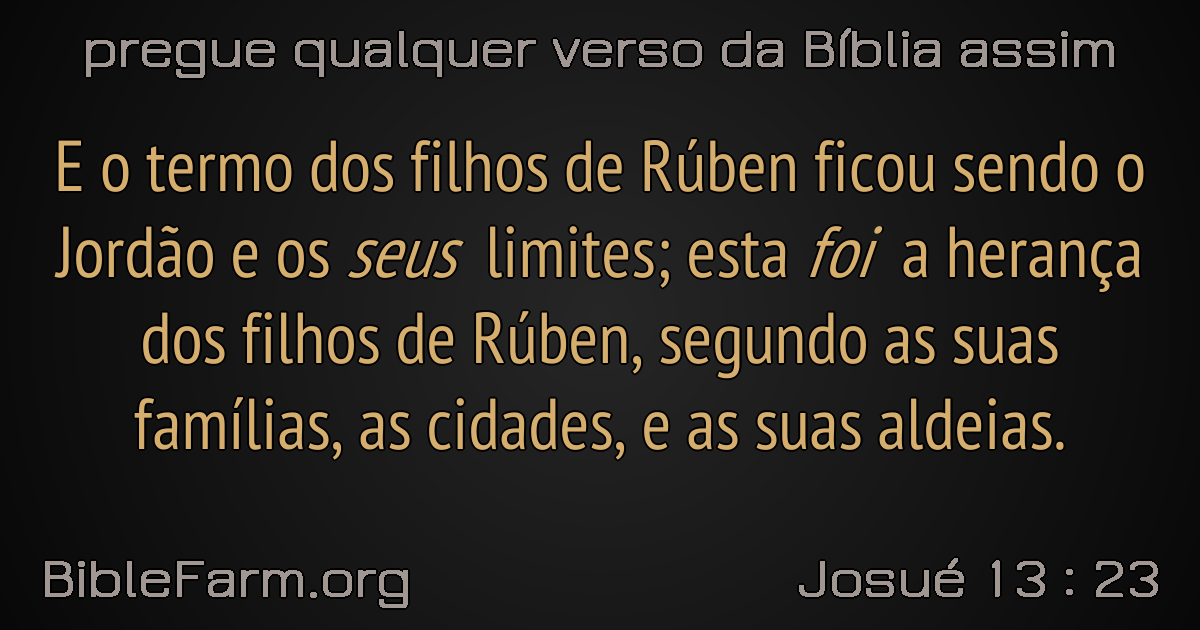 pregue qualquer verso da Bíblia assim
E o termo dos filhos de Rúben ficou sendo o
Jordão e os seus limites; esta foi a herança
dos filhos de Rúben, segundo as suas
famílias, as cidades, e as suas aldeias.
BibleFarm.org
Josué 13 : 23